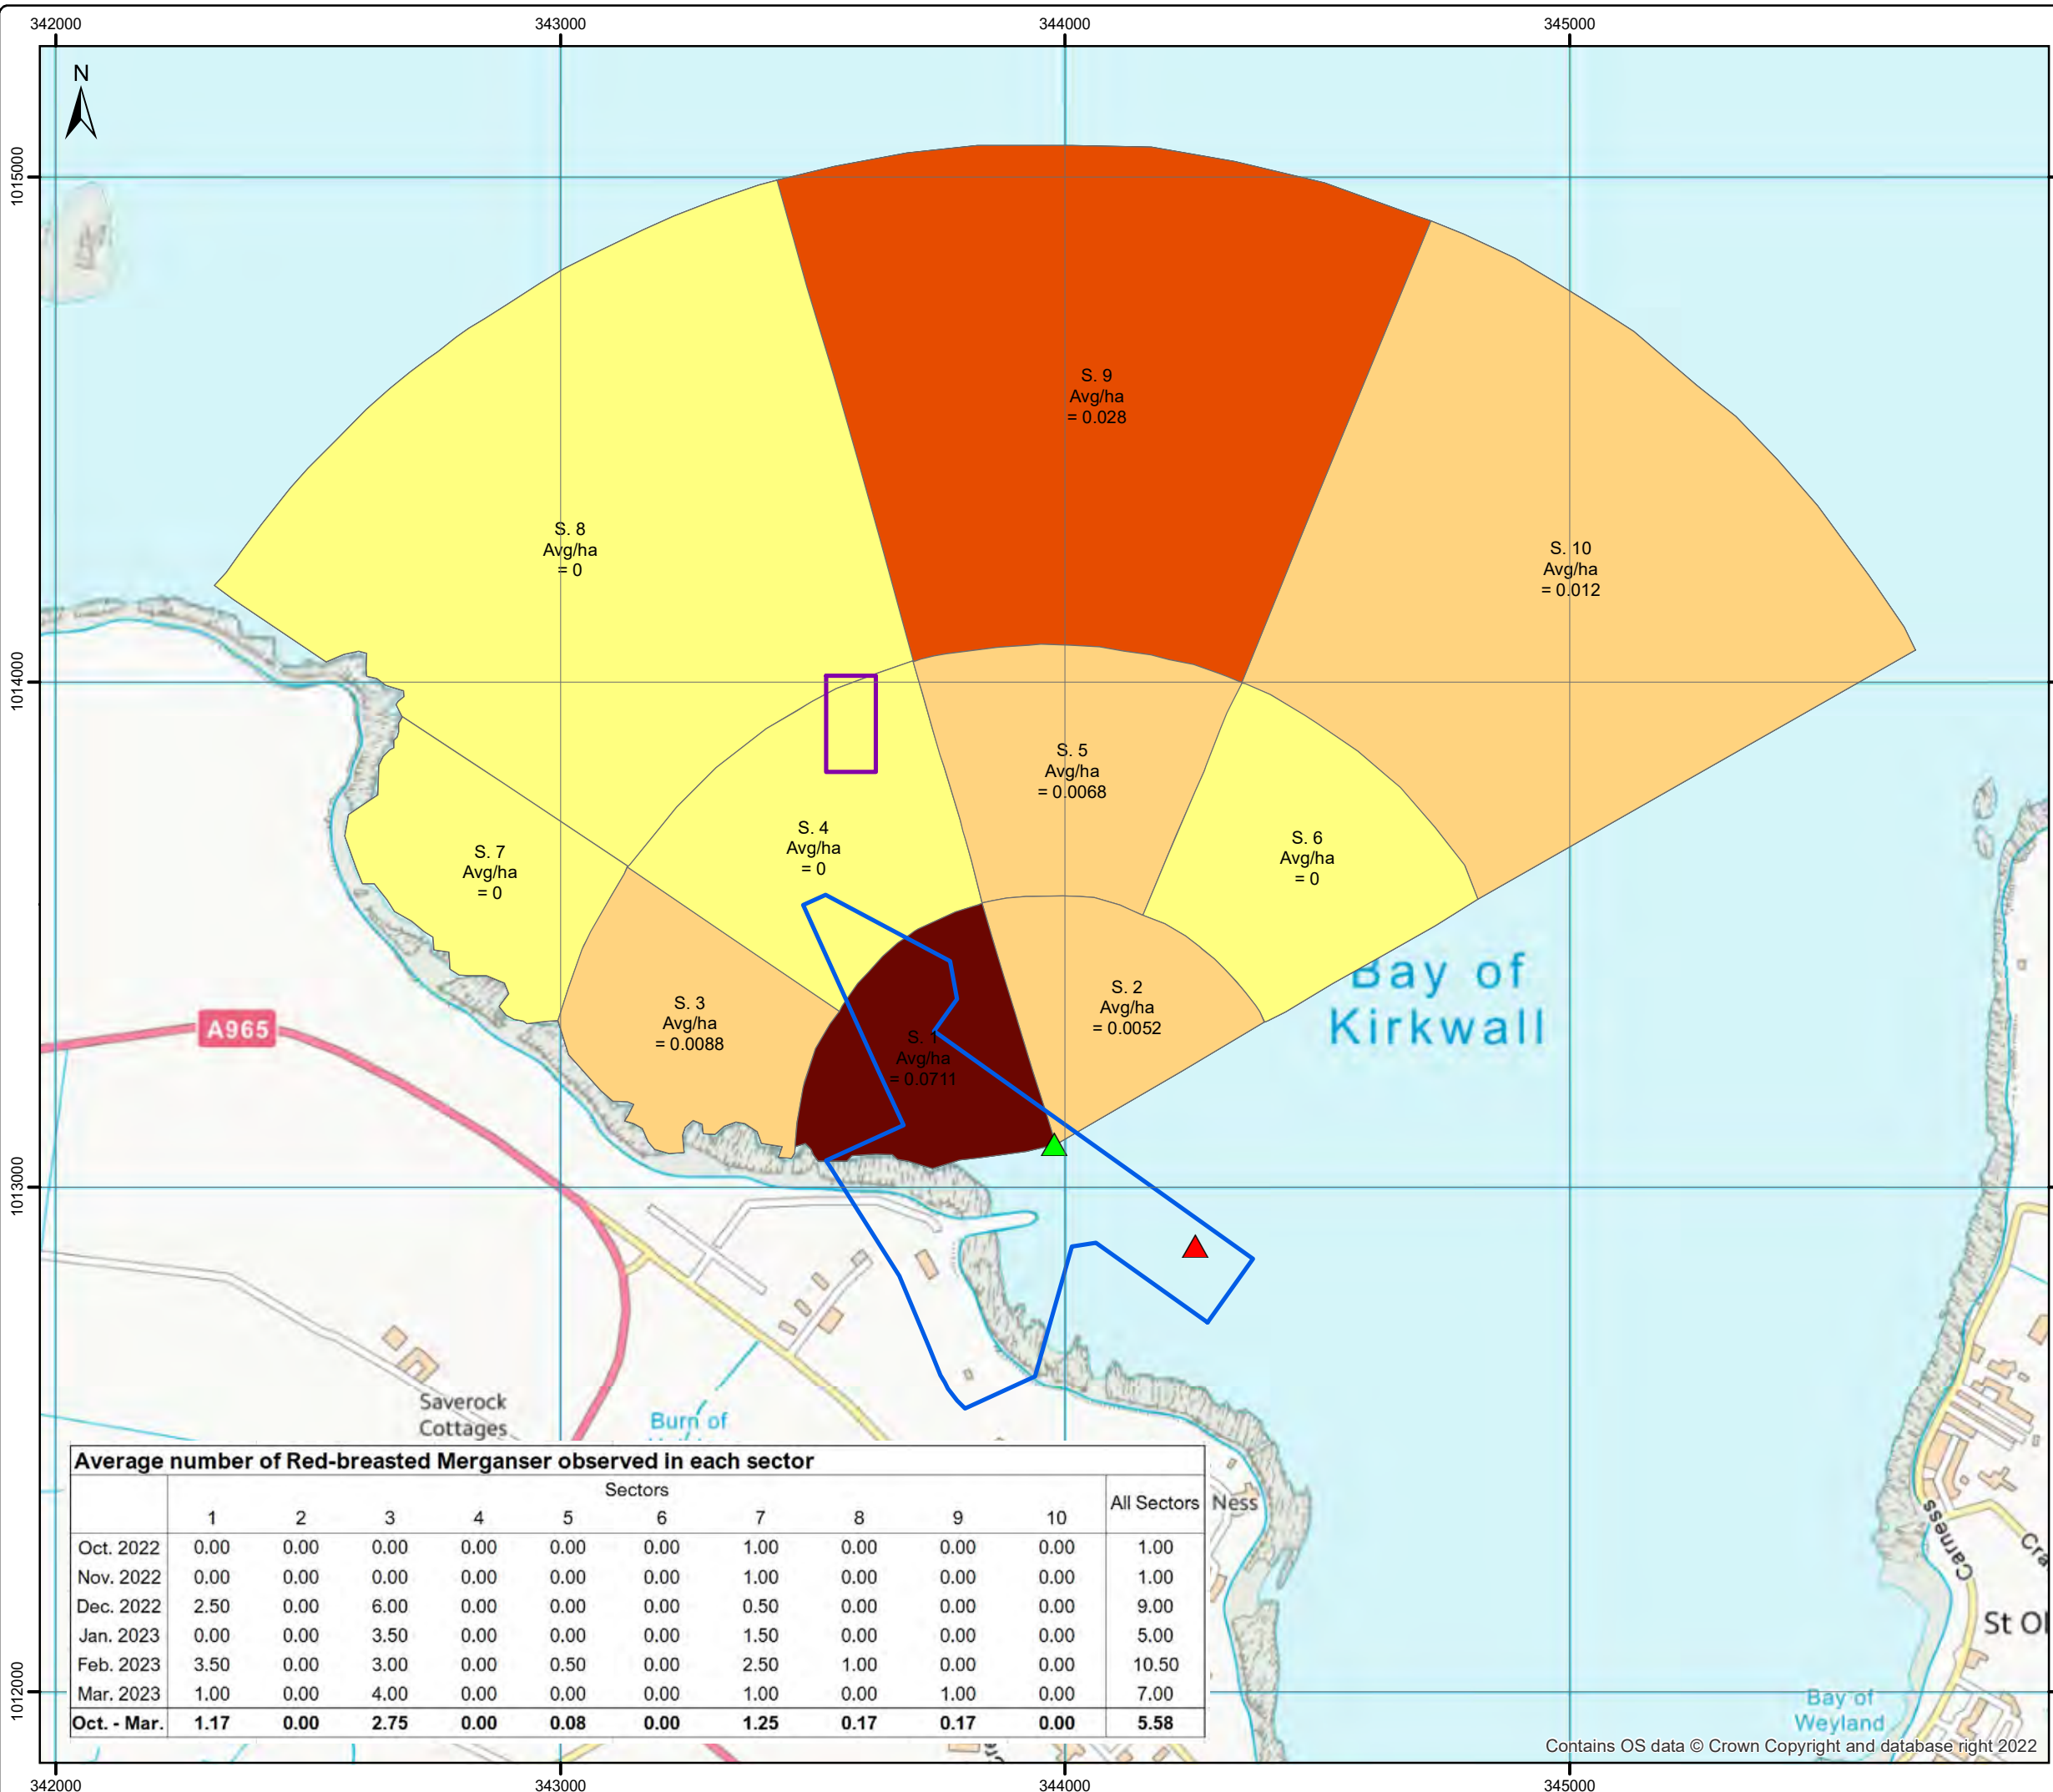 342000 343000 344000 345000
N
1015000
S. 9
Avg/ha
= 0.028
S. 8
Avg/ha
= 0
S. 10
Avg/ha
= 0.012
1014000
S. 5
Avg/ha
= 0.0068
S. 4
Avg/ha
= 0
S. 6
Avg/ha
= 0
S. 7
Avg/ha
= 0
Bay of
Kirkwall
S. 3
Avg/ha
= 0.0088
S. 2
Avg/ha
= 0.0052
A965
S. 1
Avg/ha
= 0.0711
1013000
Saverock
Cottages
Burn of
Average number of Red-breasted Merganser observed in each sector
Sectors
1 2 3 4 5 6 7 8 9 10 All Sectors
Oct. 2022 0.00 0.00 0.00 0.00 0.00 0.00 1.00 0.00 0.00 0.00 1.00
Nov. 2022 0.00 0.00 0.00 0.00 0.00 0.00 1.00 0.00 0.00 0.00 1.00
Dec. 2022 2.50 0.00 6.00 0.00 0.00 0.00 0.50 0.00 0.00 0.00 9.00
Jan. 2023 0.00 0.00 3.50 0.00 0.00 0.00 1.50 0.00 0.00 0.00 5.00
Feb. 2023 3.50 0.00 3.00 0.00 0.50 0.00 2.50 1.00 0.00 0.00 10.50
Mar. 2023 1.00 0.00 4.00 0.00 0.00 0.00 1.00 0.00 1.00 0.00 7.00
Oct. - Mar. 1.17 0.00 2.75 0.00 0.08 0.00 1.25 0.17 0.17 0.00 5.58
Ness
Carness
Cra
St Ol
1012000
Bay of
Weyland
Contains OS data © Crown Copyright and database right 2022
342000 343000 344000 345000